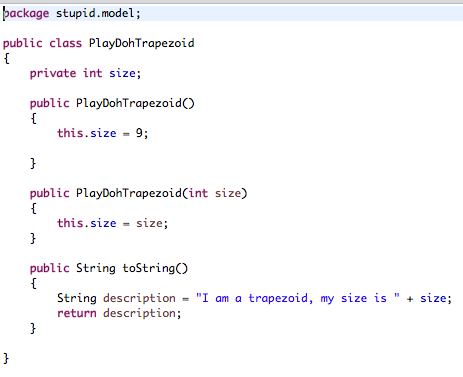 package stupid.model;
public class PlayDohTrapezoid
{
private int size;
public PlayDohTrapezoid()
{
this.size = 9;
}
public PlayDohTrapezoid(int size)
{
this.size = size;
}
public String toString()
{
String description = "I am a trapezoid, my size is " + size;
return description;
}
}